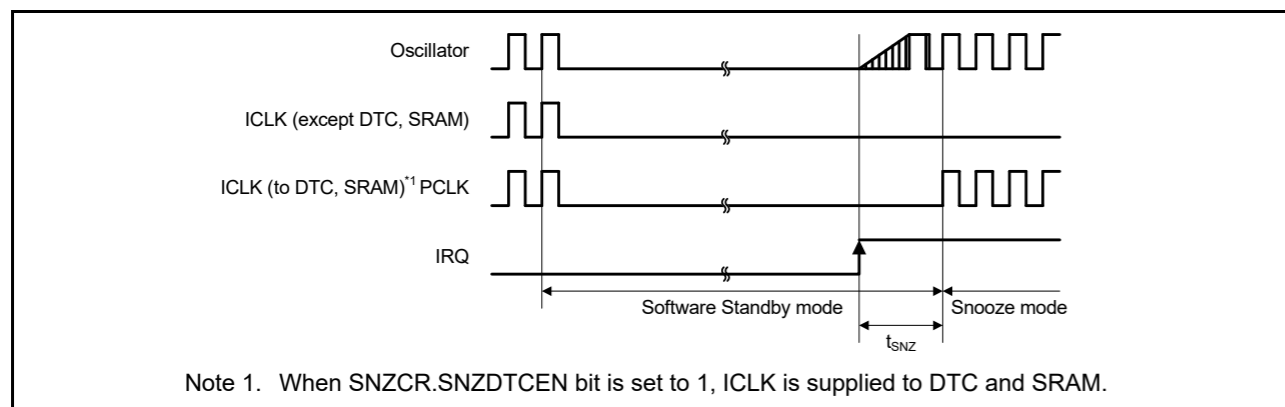 Oscillator
ICLK (except DTC, SRAM)
ICLK (to DTC, SRAM)*1 PCLK
IRQ
Software Standby mode
Snooze mode
tSNZ
Note 1. When SNZCR.SNZDTCEN bit is set to 1, ICLK is supplied to DTC and SRAM.